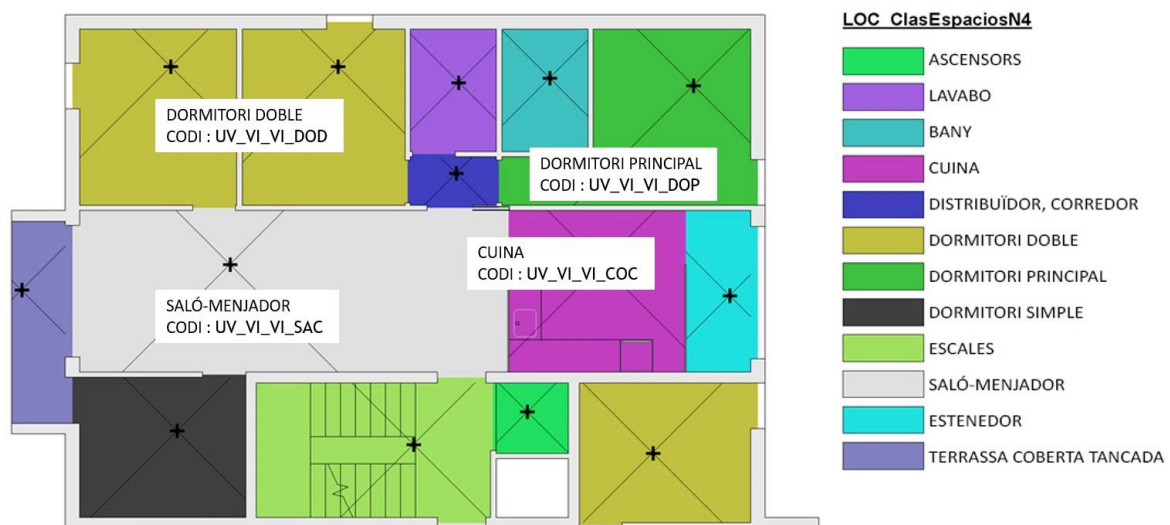 DORMITORI DOBLE
CODI : UV_VI_VI_DOD
DORMITORI PRINCIPAL
CODI : UV_VI_VI_DOP
CUINA
CODI : UV_VI_VI_COC
SALÓ-MENJADOR
CODI : UV_VI_VI_SAC
LOC_ClasEspaciosN4
ASCENSORS
LAVABO
BANY
CUINA
DISTRIBUÏDOR, CORREDOR
DORMITORI DOBLE
DORMITORI PRINCIPAL
DORMITORI SIMPLE
ESCALES
SALÓ-MENJADOR
ESTENEDOR
TERRASSA COBERTA TANCADA